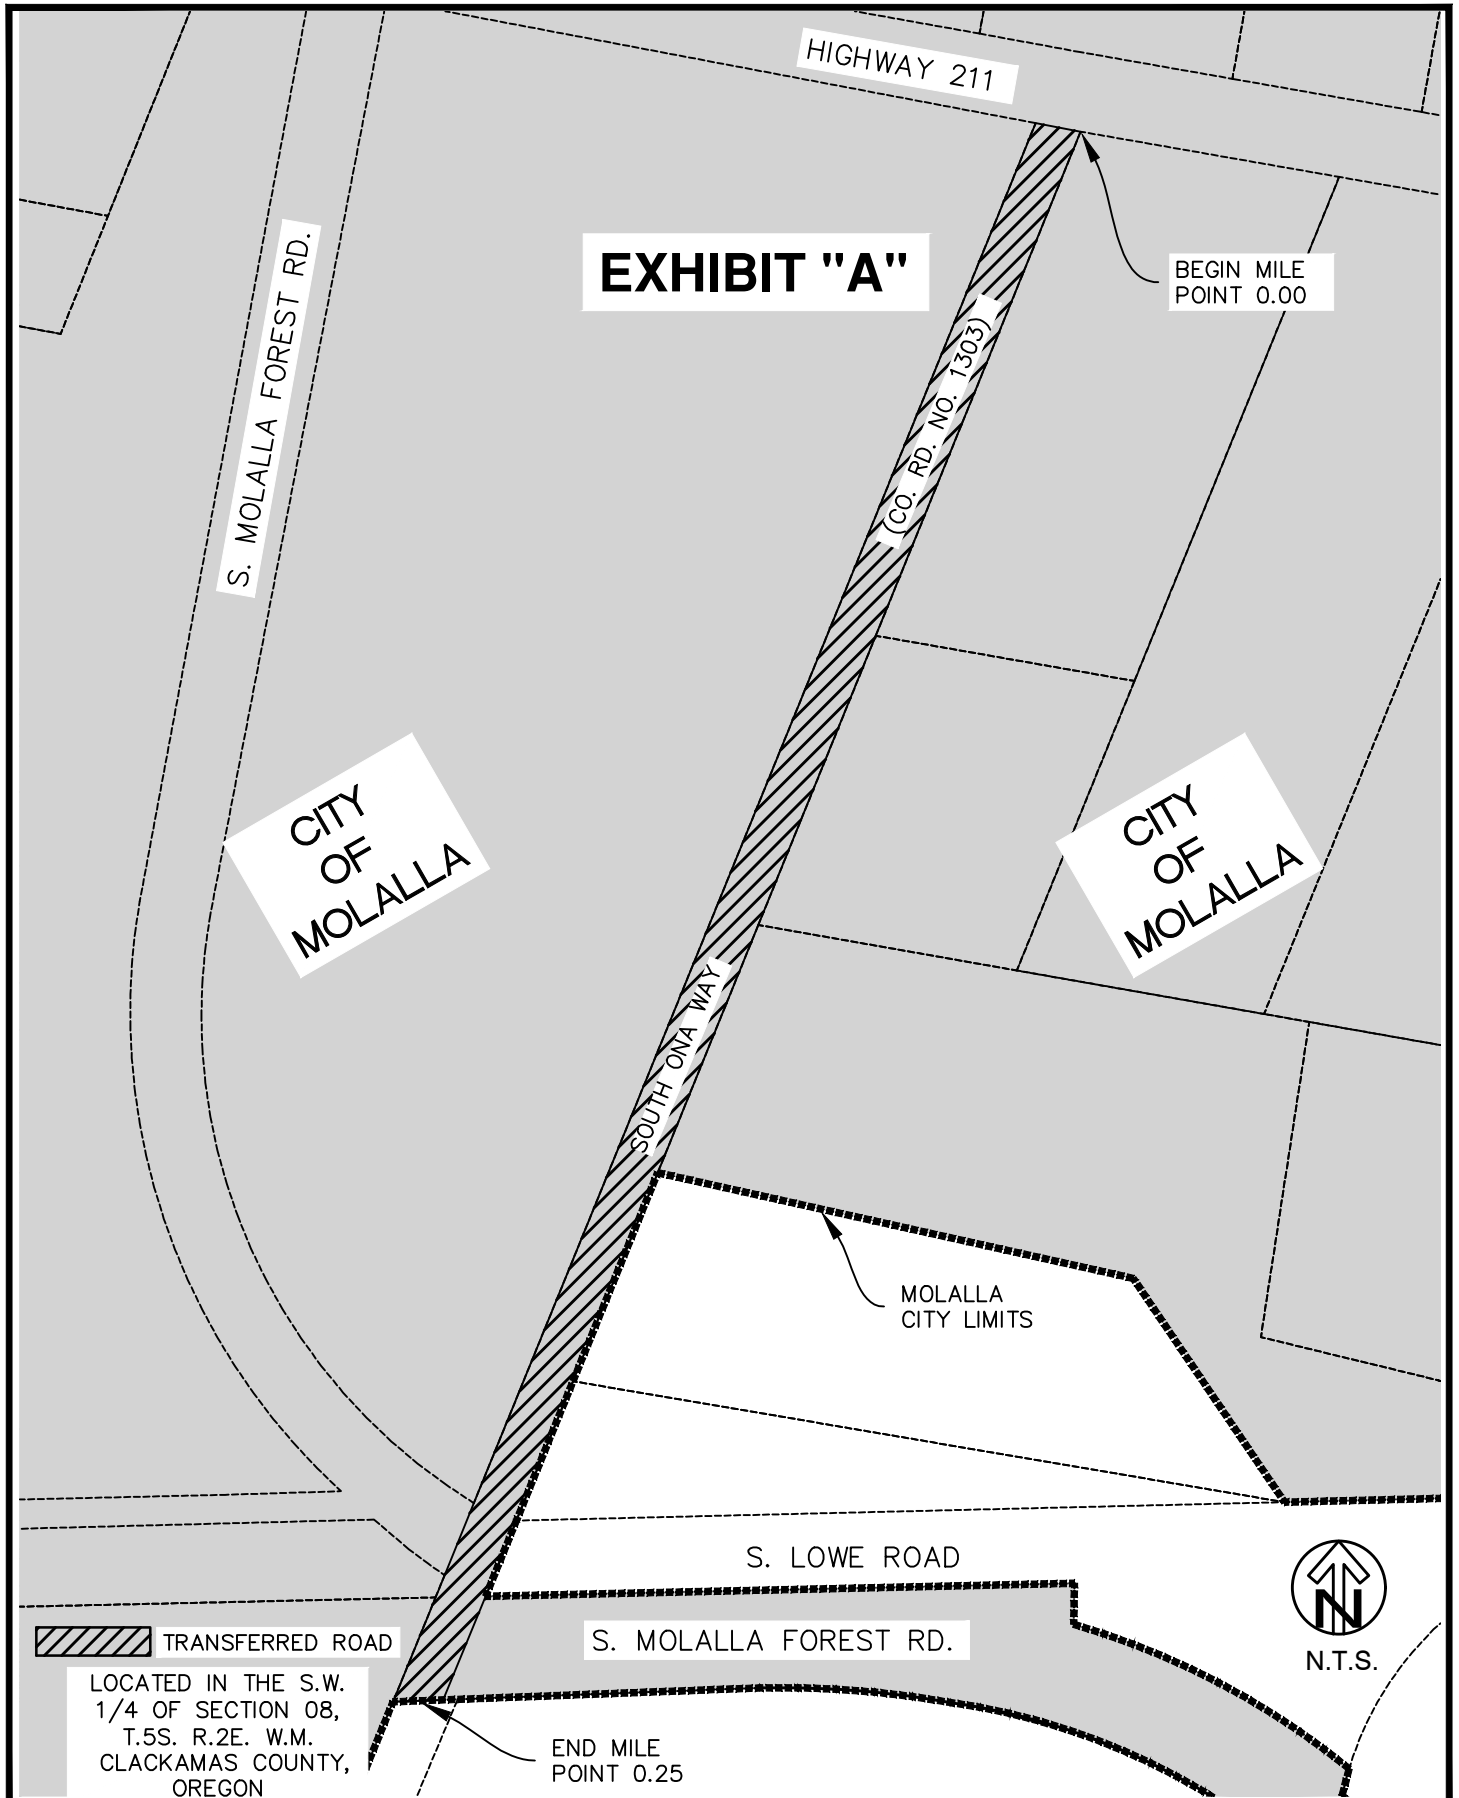 HIGHWAY 211
EXHIBIT "A"
S. MOLALLA FOREST RD.
BEGIN MILE
POINT 0.00
(CO. RD. NO. 1303)
CITY
OF
MOLALLA
CITY
OF
MOLALLA
SOUTH ONA WAY
MOLALLA
CITY LIMITS
S. LOWE ROAD
S. MOLALLA FOREST RD.
N
N.T.S.
TRANSFERRED ROAD
LOCATED IN THE S.W.
1/4 OF SECTION 08,
T.5S. R.2E. W.M.
CLACKAMAS COUNTY,
OREGON
END MILE
POINT 0.25